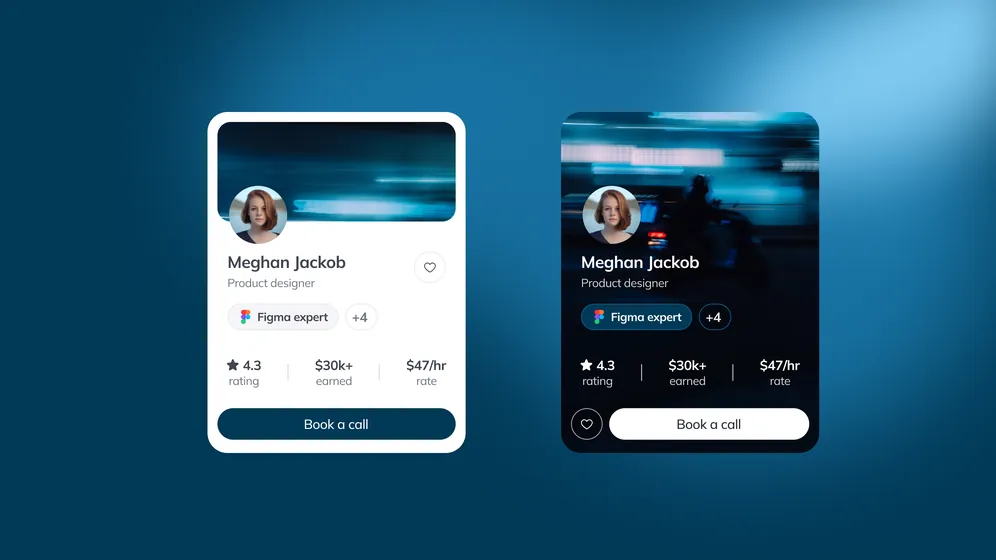 Meghan Jackob
Product designer
Figma expert
+4
4.3
$30k+
$47/hr
rating
earned
rate
Book a call
Meghan Jackob
Product designer
Figma expert
+4
4.3
$30k+
$47/hr
rating
earned
rate
Book a call